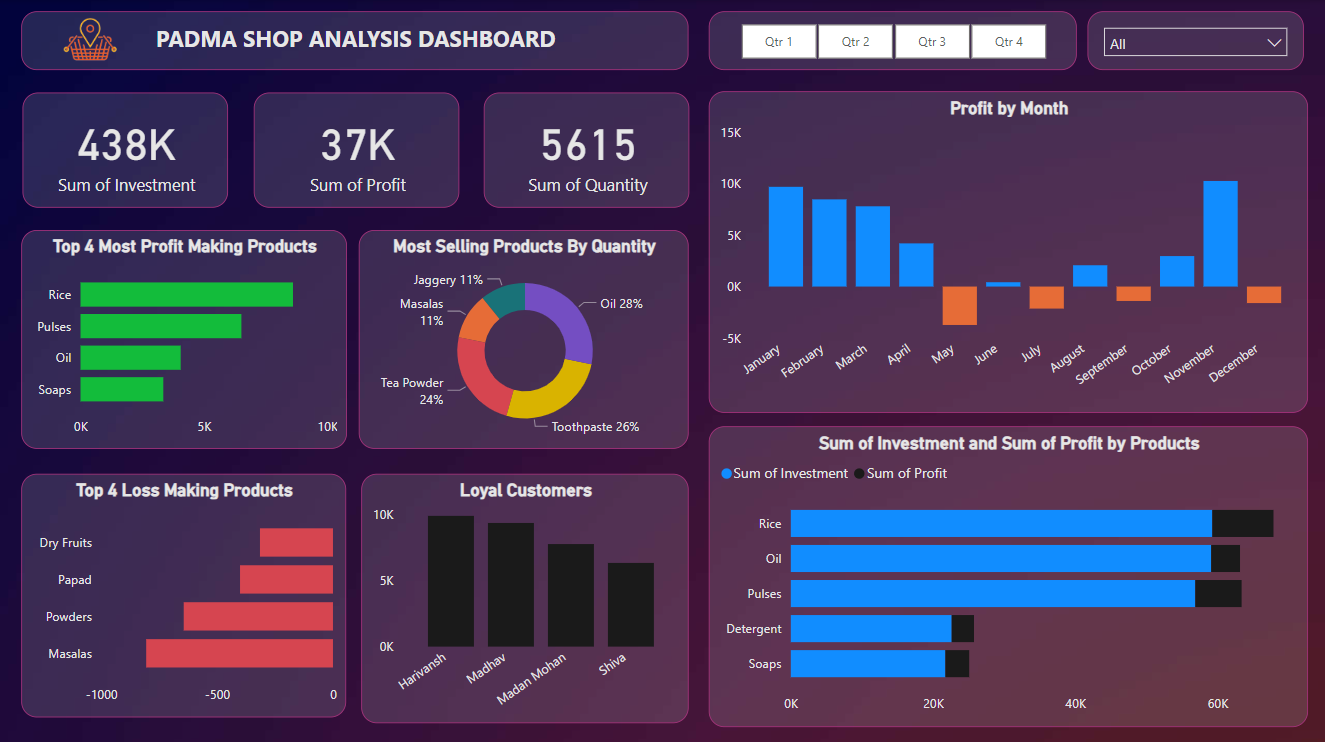 PADMA SHOP ANALYSIS DASHBOARD
Qtr 1 Qtr 2 Qtr 3 Qtr 4
All
438K
Sum of Investment
37K
Sum of Profit
5615
Sum of Quantity
Profit by Month
15K
10K
5K
0K
-5K
January February March April May June July August September October November December
Top 4 Most Profit Making Products
Rice
Pulses
Oil
Soaps
0K 5K 10K
Most Selling Products By Quantity
Jaggery 11%
Oil 28%
Masalas
11%
Tea Powder
24%
Toothpaste 26%
Top 4 Loss Making Products
Dry Fruits
Papad
Powders
Masalas
-1000 -500 0
Loyal Customers
10K
5K
0K
Harivansh Madhav Madan Mohan Shiva
Sum of Investment and Sum of Profit by Products
Sum of Investment Sum of Profit
Rice
Oil
Pulses
Detergent
Soaps
0K 20K 40K 60K